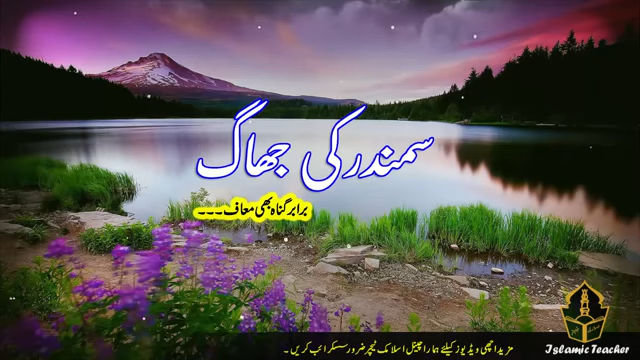 سمندر کی جھاگ
برابر گناہ بھی معاف۔۔۔
مزید اچھی ویڈیوز کیلئے ہمارا چینل اسلامک ٹیچر ضرور سبسکرائب کریں ۔
Islamic Teacher